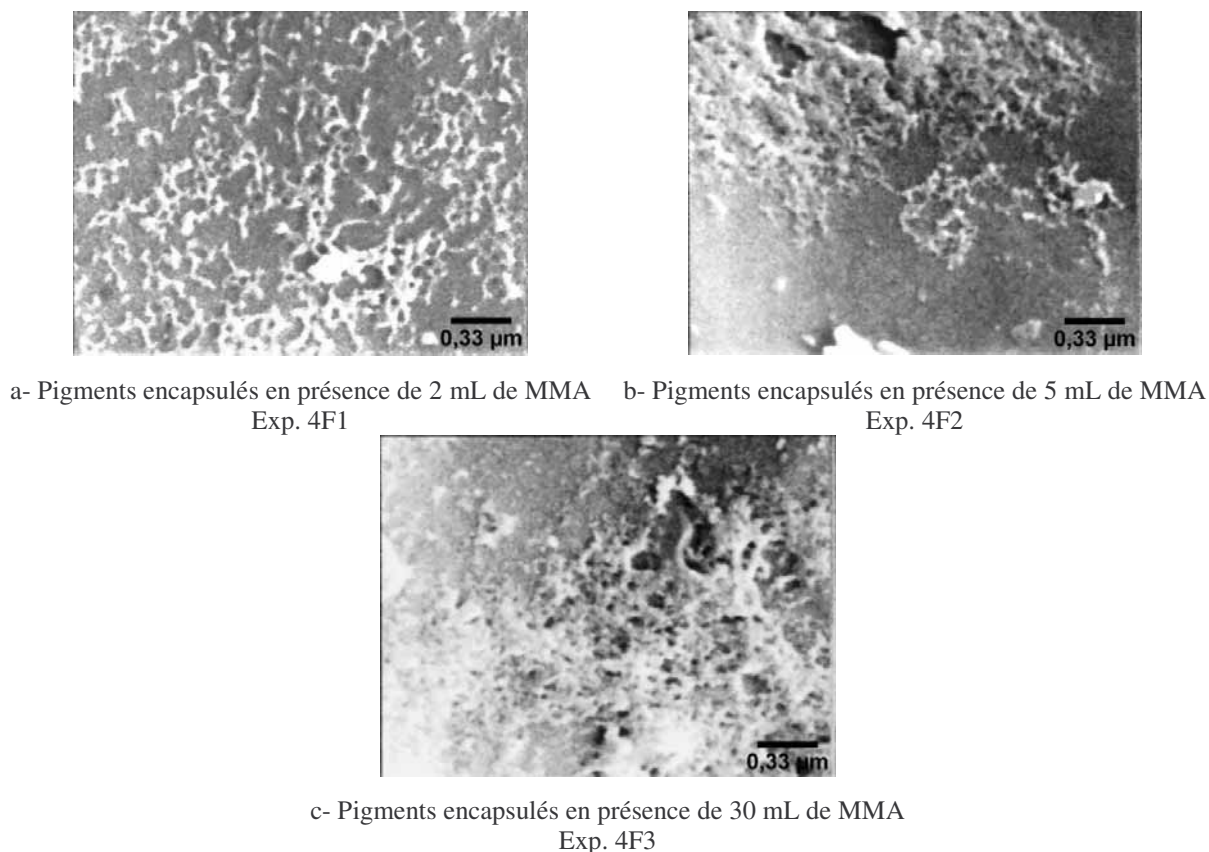 0,33 µm
0,33 µm
a- Pigments encapsulés en présence de 2 mL de MMA
Exp. 4F1
b- Pigments encapsulés en présence de 5 mL de MMA
Exp. 4F2
0,33 µm
c- Pigments encapsulés en présence de 30 mL de MMA
Exp. 4F3